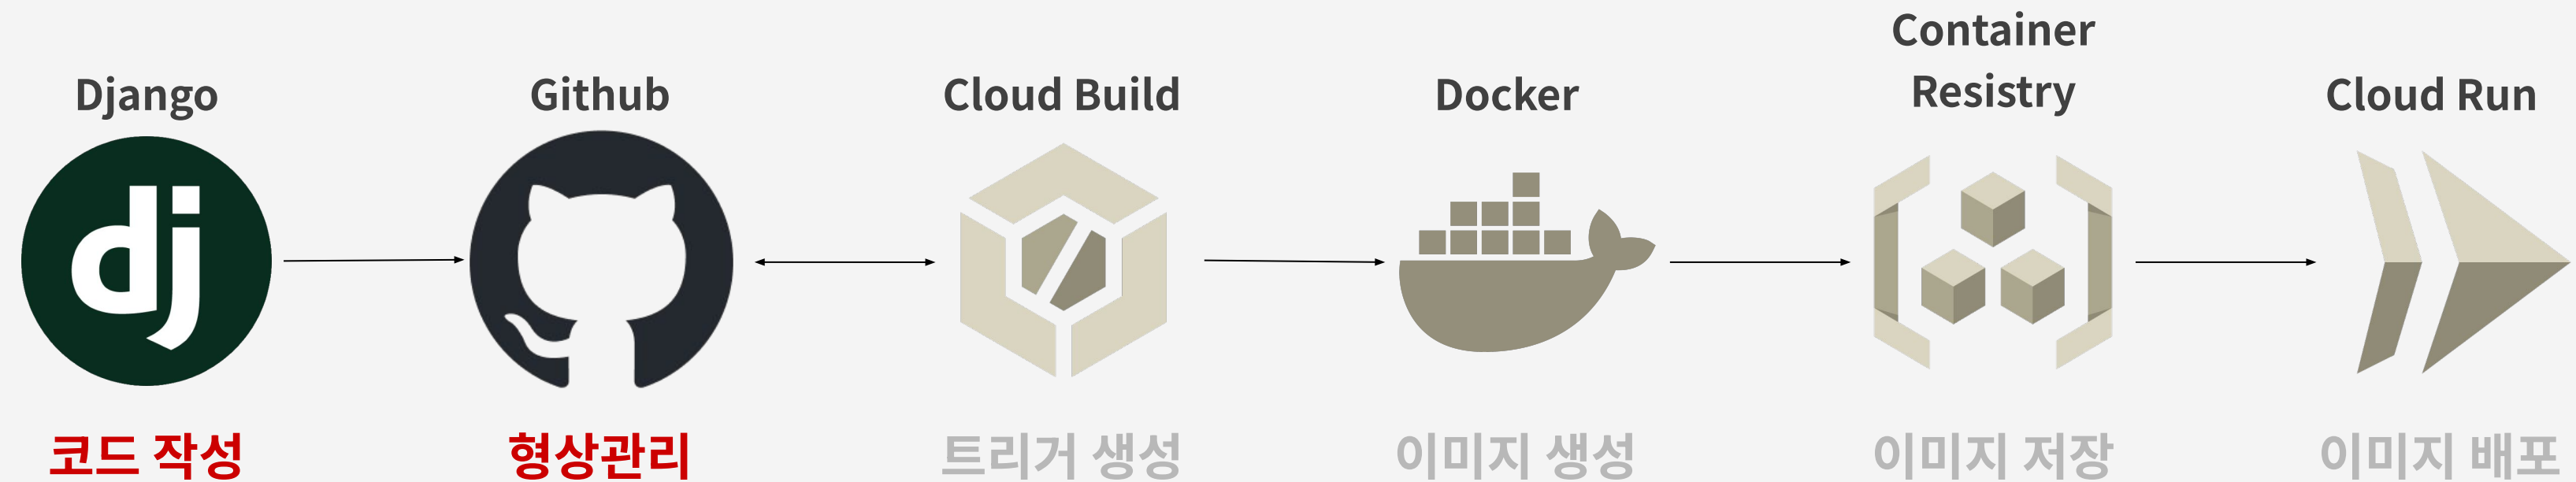 Django
Github
Cloud Build
Docker
Container
Resistry
Cloud Run
dj
코드 작성
형상관리
트리거 생성
이미지 생성
이미지 저장
이미지 배포